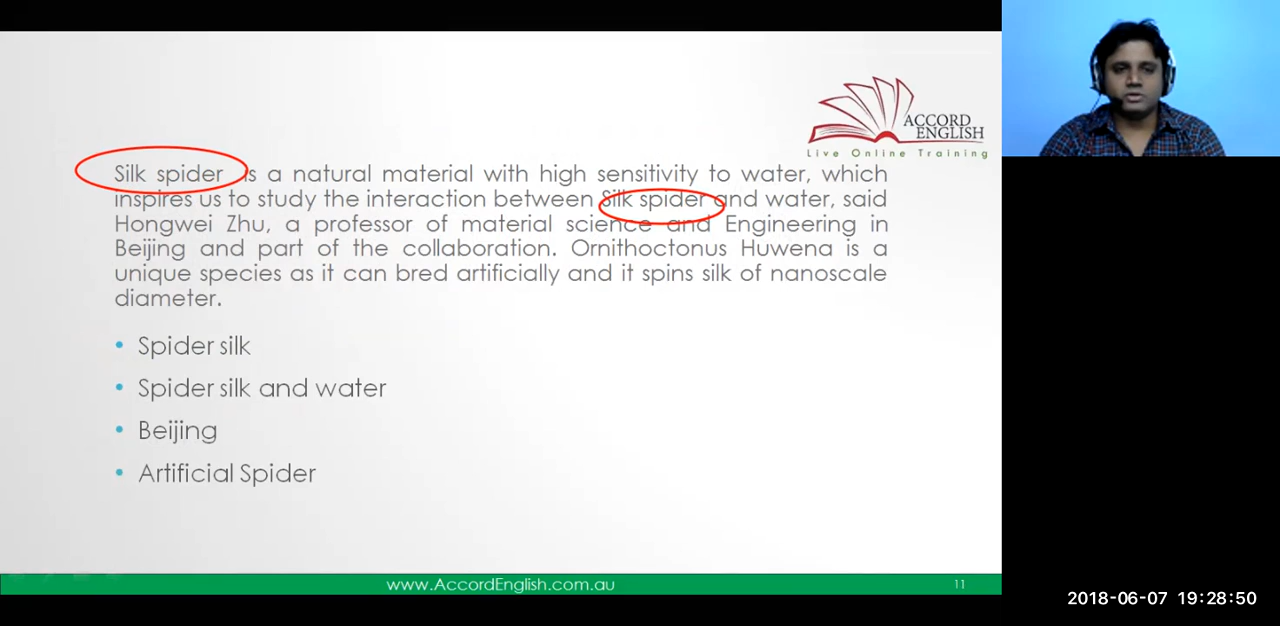 ACCORD
ENGLISH
Live Online Training
Silk spider is a natural material with high sensitivity to water, which
inspires us to study the interaction between Silk spider and water, said
Hongwei Zhu, a professor of material science and Engineering in
Beijing and part of the collaboration. Ornithoctonus Huwena is a
unique species as it can bred artificially and it spins silk of nanoscale
diameter.
• Spider silk
• Spider silk and water
• Beijing
• Artificial Spider
www.AccordEnglish.com.au
11
2018-06-07 19:28:50